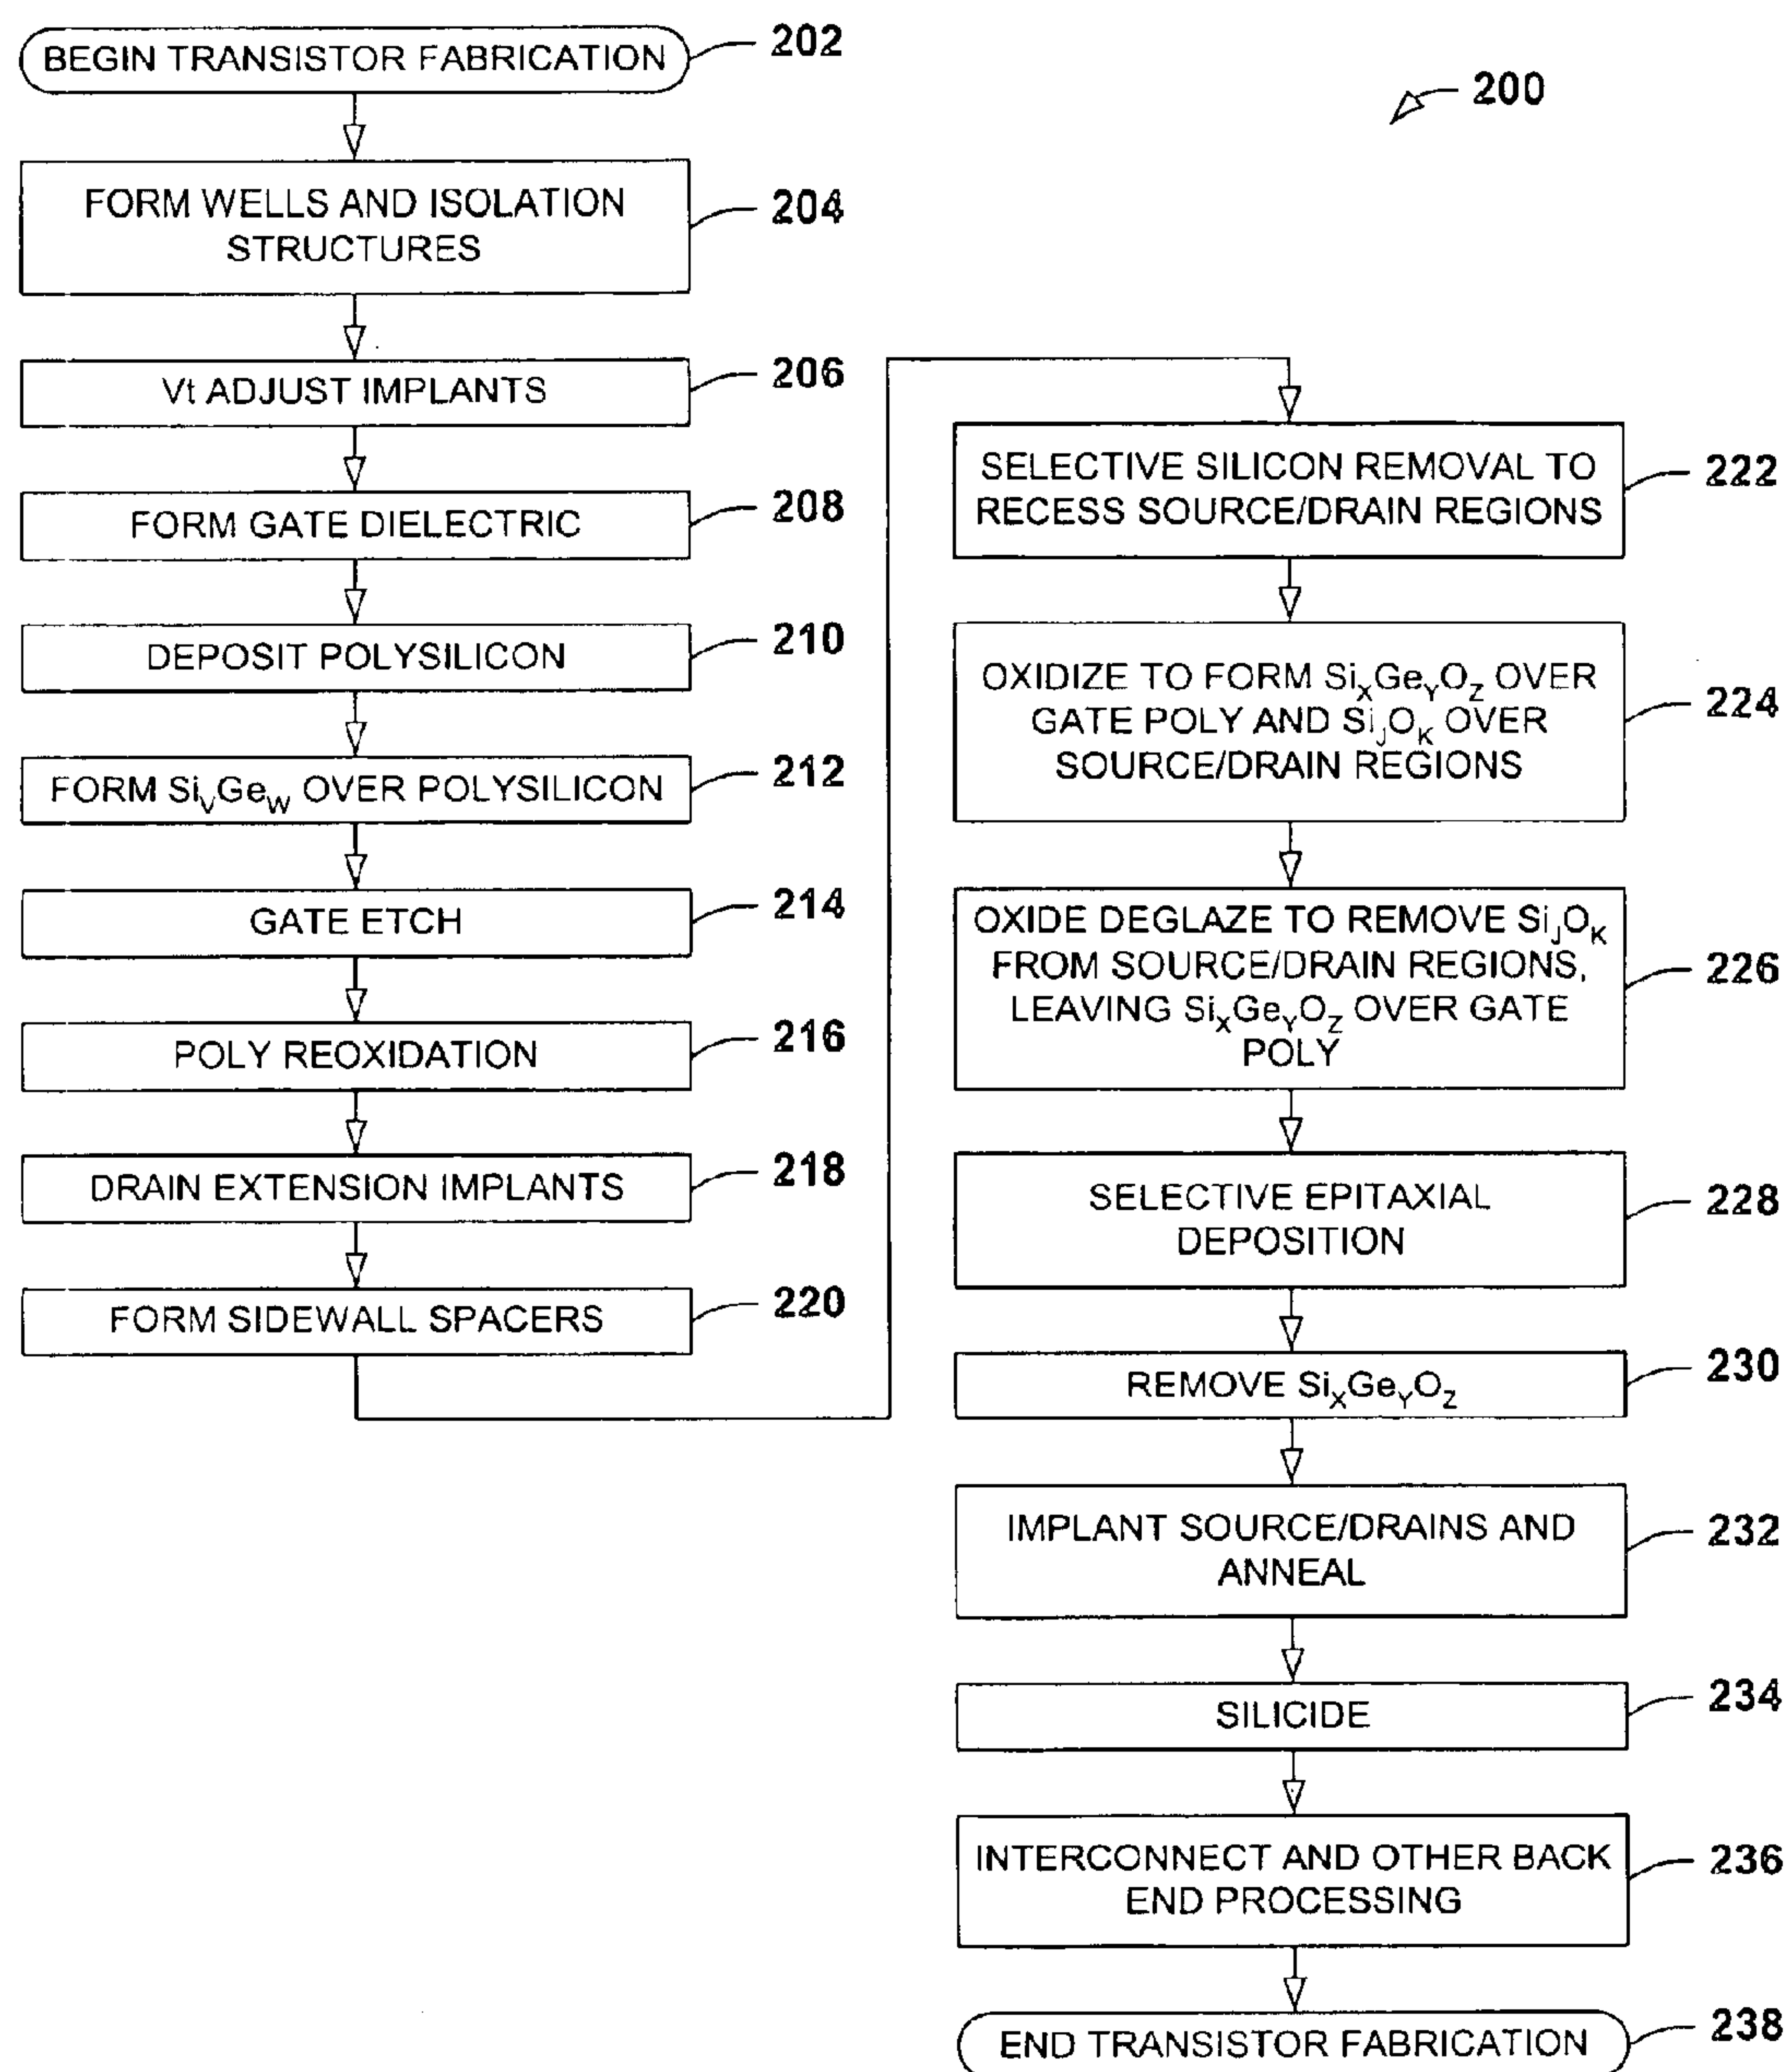 BEGIN TRANSISTOR FABRICATION
202
200
FORM WELLS AND ISOLATION
STRUCTURES
204
Vt ADJUST IMPLANTS
206
FORM GATE DIELECTRIC
208
DEPOSIT POLYSILICON
210
FORM SiVGeW OVER POLYSILICON
212
GATE ETCH
214
POLY REOXIDATION
216
DRAIN EXTENSION IMPLANTS
218
FORM SIDEWALL SPACERS
220
SELECTIVE SILICON REMOVAL TO
RECESS SOURCE/DRAIN REGIONS
222
OXIDIZE TO FORM SiXGeYOZ OVER
GATE POLY AND SiJOK OVER
SOURCE/DRAIN REGIONS
224
OXIDE DEGLAZE TO REMOVE SiJOK
FROM SOURCE/DRAIN REGIONS,
LEAVING SiXGeYOZ OVER GATE
POLY
226
SELECTIVE EPITAXIAL
DEPOSITION
228
REMOVE SiXGeYOZ
230
IMPLANT SOURCE/DRAINS AND
ANNEAL
232
SILICIDE
234
INTERCONNECT AND OTHER BACK
END PROCESSING
236
END TRANSISTOR FABRICATION
238